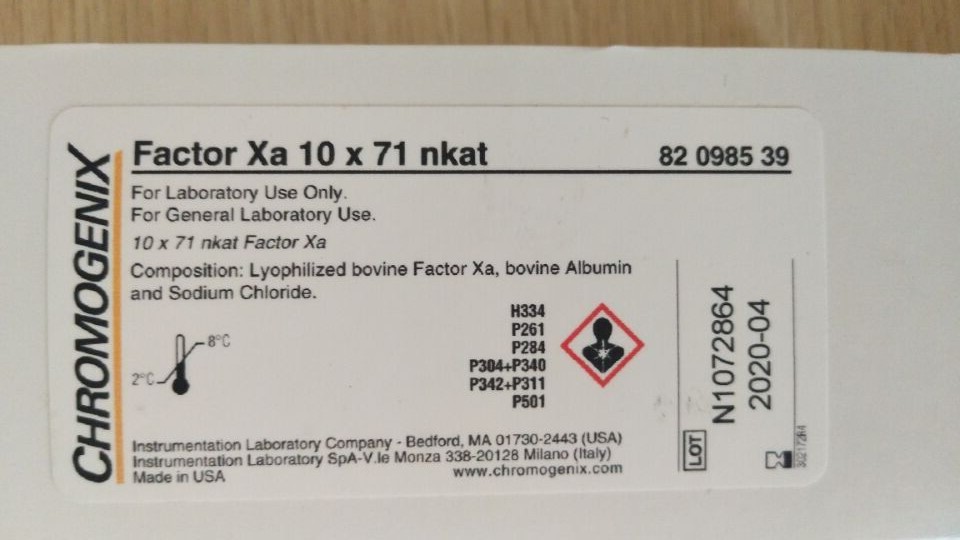 CHROMOGENIX
Factor Xa 10 x 71 nkat
82 0985 39
For Laboratory Use Only.
For General Laboratory Use.
10 x 71 nkat Factor Xa
Composition: Lyophilized bovine Factor Xa, bovine Albumin
and Sodium Chloride.
8°C
2°C
H334
P261
P284
P304+P340
P342+P311
P501
LOT
N1072864
2020-04
Instrumentation Laboratory Company - Bedford, MA 01730-2443 (USA)
Instrumentation Laboratory SpA-V.le Monza 338-20128 Milano (Italy)
Made in USA
www.chromogenix.com